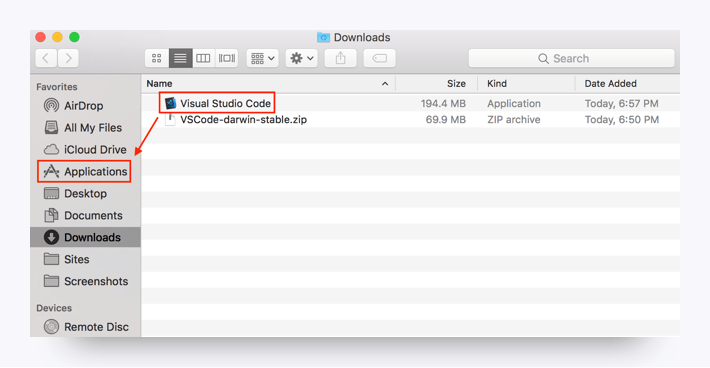 Downloads
Search
Favorites
AirDrop
All My Files
iCloud Drive
Applications
Desktop
Documents
Downloads
Sites
Screenshots
Devices
Remote Disc
Name Size Kind Date Added
Visual Studio Code 194.4 MB Application Today, 6:57 PM
VSCode-darwin-stable.zip 69.9 MB ZIP archive Today, 6:50 PM